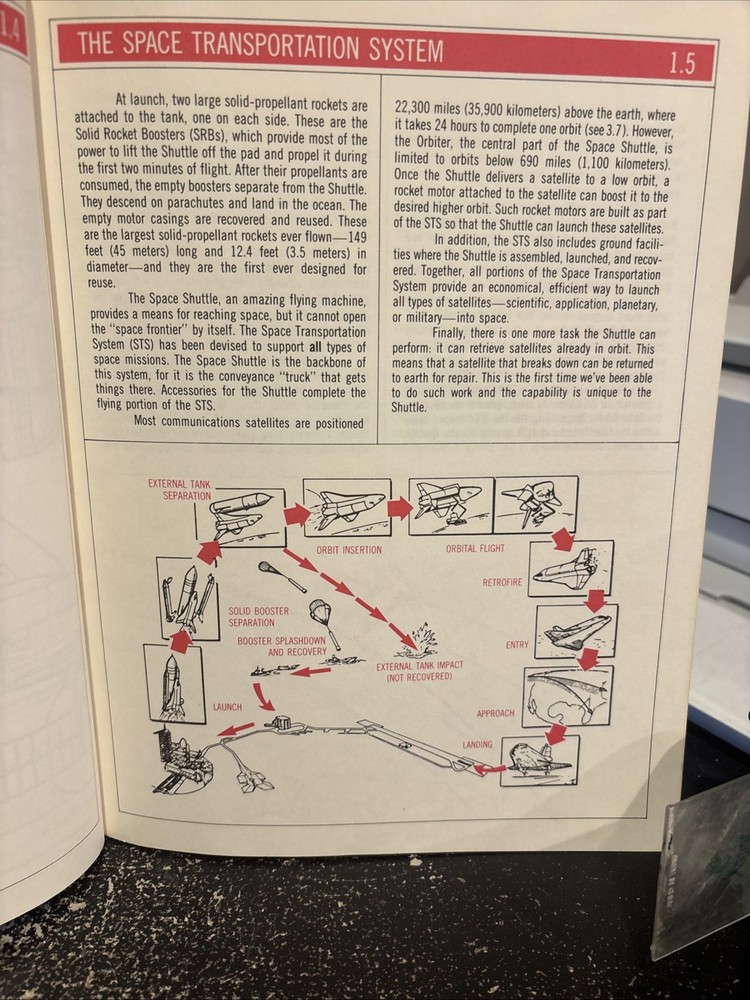 1.4
THE SPACE TRANSPORTATION SYSTEM
1.5
At launch, two large solid-propellant rockets are
attached to the tank, one on each side. These are the
Solid Rocket Boosters (SRBs), which provide most of the
power to lift the Shuttle off the pad and propel it during
the first two minutes of flight. After their propellants are
consumed, the empty boosters separate from the Shuttle.
They descend on parachutes and land in the ocean. The
empty motor casings are recovered and reused. These
are the largest solid-propellant rockets ever flown—149
feet (45 meters) long and 12.4 feet (3.5 meters) in
diameter—and they are the first ever designed for
reuse.
The Space Shuttle, an amazing flying machine,
provides a means for reaching space, but it cannot open
the "space frontier" by itself. The Space Transportation
System (STS) has been devised to support all types of
space missions. The Space Shuttle is the backbone of
this system, for it is the conveyance "truck" that gets
things there. Accessories for the Shuttle complete the
flying portion of the STS.
Most communications satellites are positioned
22,300 miles (35,900 kilometers) above the earth, where
it takes 24 hours to complete one orbit (see 3.7). However,
the Orbiter, the central part of the Space Shuttle, is
limited to orbits below 690 miles (1,100 kilometers).
Once the Shuttle delivers a satellite to a low orbit, a
rocket motor attached to the satellite can boost it to the
desired higher orbit. Such rocket motors are built as part
of the STS so that the Shuttle can launch these satellites.
In addition, the STS also includes ground facili-
ties where the Shuttle is assembled, launched, and recov-
ered. Together, all portions of the Space Transportation
System provide an economical, efficient way to launch
all types of satellites—scientific, application, planetary,
or military—into space.
Finally, there is one more task the Shuttle can
perform: it can retrieve satellites already in orbit. This
means that a satellite that breaks down can be returned
to earth for repair. This is the first time we've been able
to do such work and the capability is unique to the
Shuttle.
EXTERNAL TANK
SEPARATION
ORBIT INSERTION
ORBITAL FLIGHT
RETROFIRE
SOLID BOOSTER
SEPARATION
BOOSTER SPLASHDOWN
AND RECOVERY
ENTRY
EXTERNAL TANK IMPACT
(NOT RECOVERED)
LAUNCH
APPROACH
LANDING